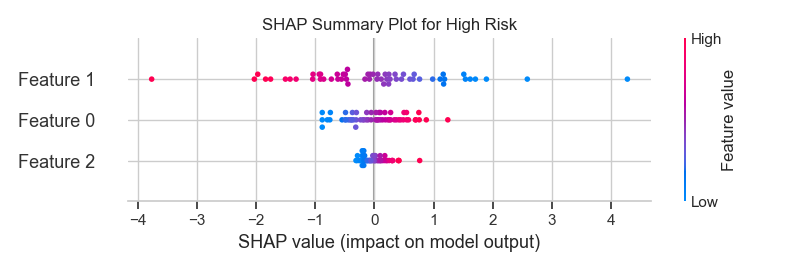 SHAP Summary Plot for High Risk
High
Feature 1
Feature 0
Feature 2
Feature value
Low
−4 −3 −2 −1 0 1 2 3 4
SHAP value (impact on model output)